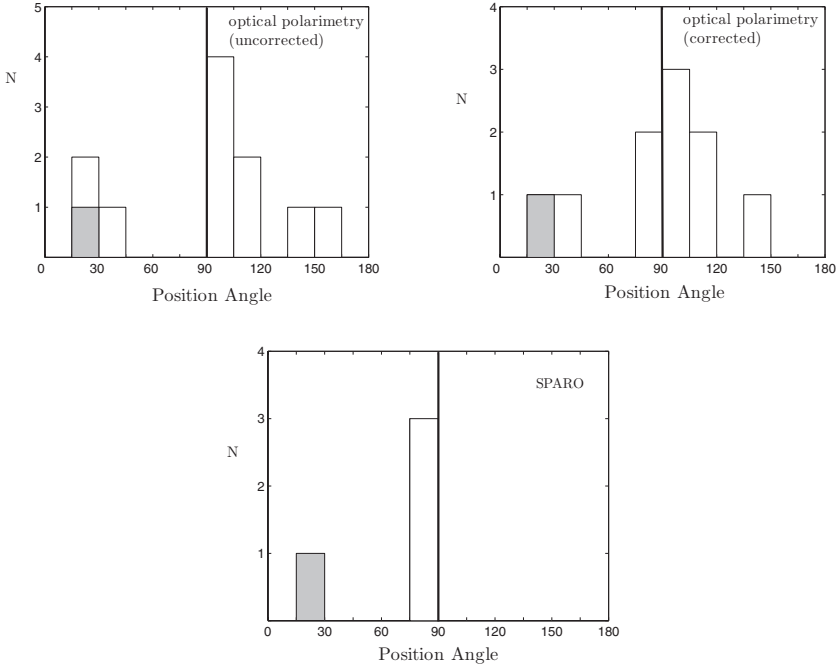 optical polarimetry
(uncorrected)
N
5
4
3
2
1
0 30 60 90 120 150 180
Position Angle
optical polarimetry
(corrected)
N
4
3
2
1
0 30 60 90 120 150 180
Position Angle
SPARO
N
4
3
2
1
0 30 60 90 120 150 180
Position Angle